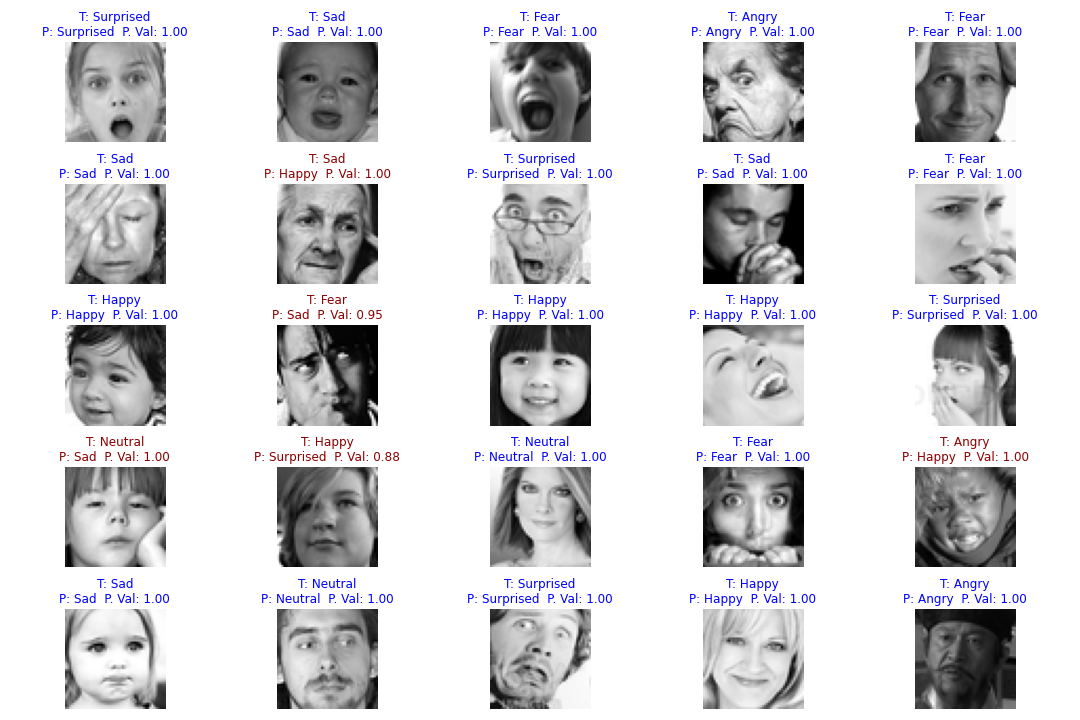 T: Surprised
P: Surprised  P. Val: 1.00
T: Sad
P: Sad  P. Val: 1.00
T: Fear
P: Fear  P. Val: 1.00
T: Angry
P: Angry  P. Val: 1.00
T: Fear
P: Fear  P. Val: 1.00
T: Sad
P: Sad  P. Val: 1.00
T: Sad
P: Happy  P. Val: 1.00
T: Surprised
P: Surprised  P. Val: 1.00
T: Sad
P: Sad  P. Val: 1.00
T: Fear
P: Fear  P. Val: 1.00
T: Happy
P: Happy  P. Val: 1.00
T: Fear
P: Sad  P. Val: 0.95
T: Happy
P: Happy  P. Val: 1.00
T: Happy
P: Happy  P. Val: 1.00
T: Surprised
P: Surprised  P. Val: 1.00
T: Neutral
P: Sad  P. Val: 1.00
T: Happy
P: Surprised  P. Val: 0.88
T: Neutral
P: Neutral  P. Val: 1.00
T: Fear
P: Fear  P. Val: 1.00
T: Angry
P: Happy  P. Val: 1.00
T: Sad
P: Sad  P. Val: 1.00
T: Neutral
P: Neutral  P. Val: 1.00
T: Surprised
P: Surprised  P. Val: 1.00
T: Happy
P: Happy  P. Val: 1.00
T: Angry
P: Angry  P. Val: 1.00